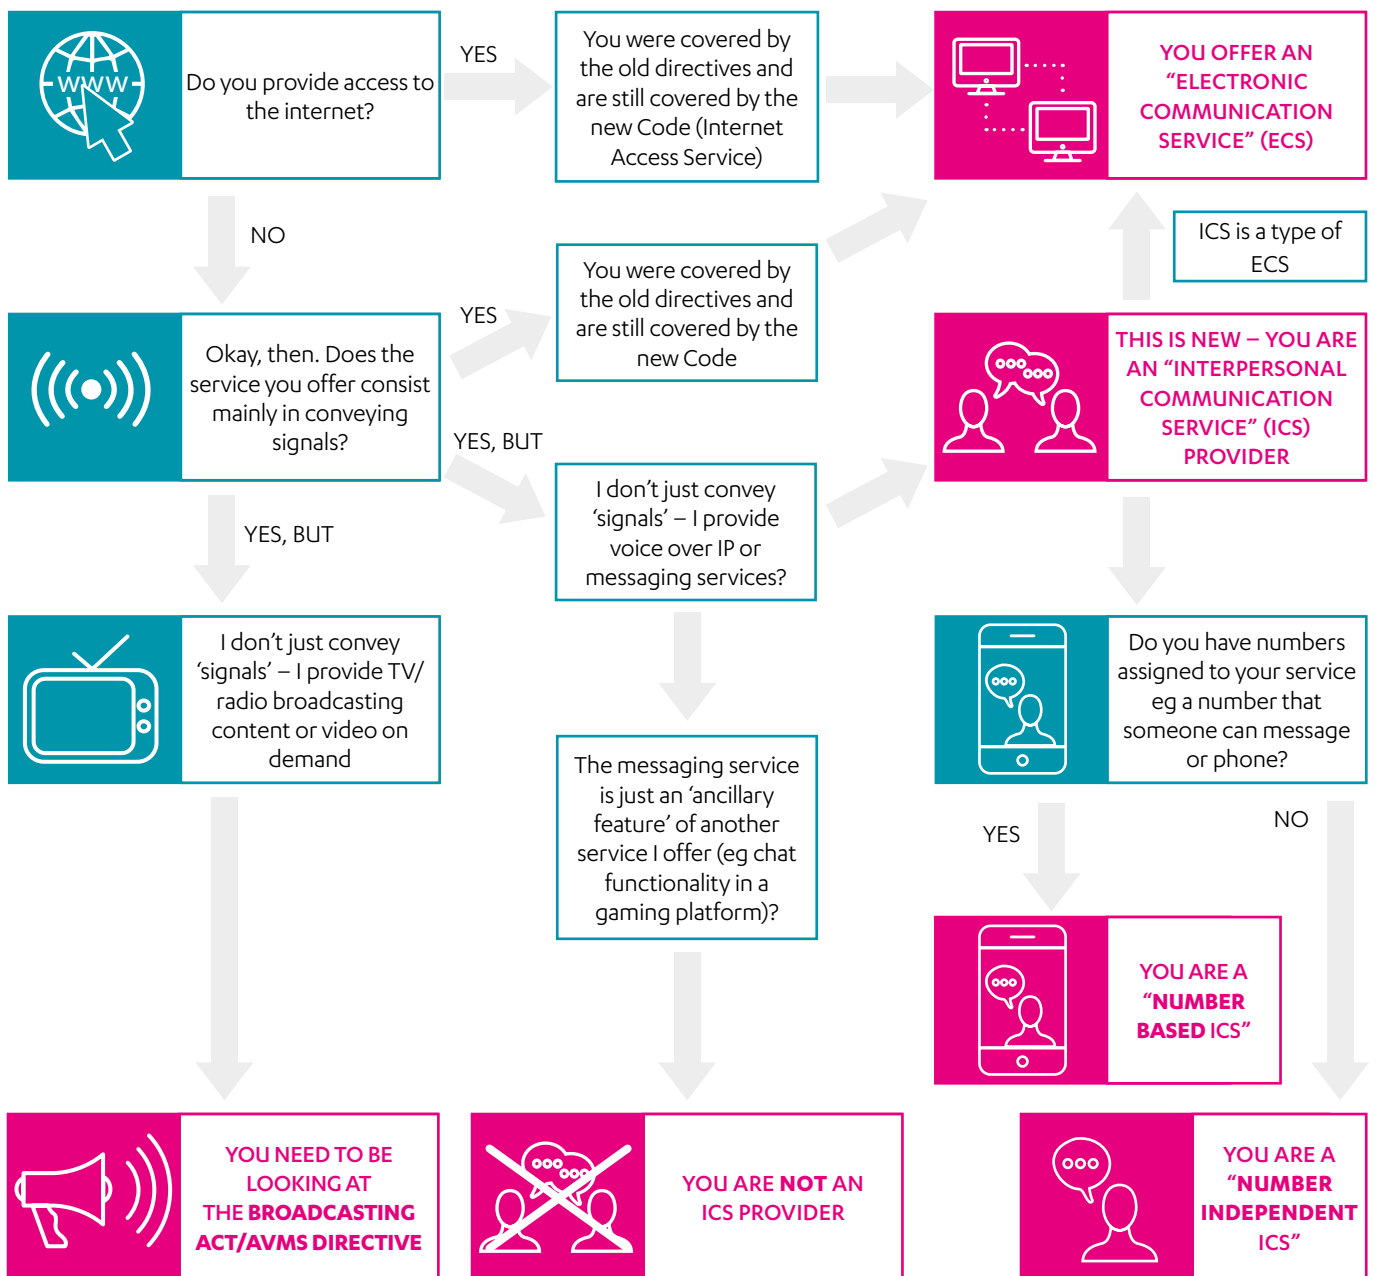 www
Do you provide access to
the internet?
YES
You were covered by
the old directives and
are still covered by the
new Code (Internet
Access Service)
YOU OFFER AN
“ELECTRONIC
COMMUNICATION
SERVICE” (ECS)
NO
ICS is a type of
ECS
Okay, then. Does the
service you offer consist
mainly in conveying
signals?
YES
You were covered by
the old directives and
are still covered by the
new Code
THIS IS NEW – YOU ARE
AN “INTERPERSONAL
COMMUNICATION
SERVICE” (ICS)
PROVIDER
YES, BUT
I don’t just convey
‘signals’ – I provide
voice over IP or
messaging services?
YES, BUT
I don’t just convey
‘signals’ – I provide TV/
radio broadcasting
content or video on
demand
Do you have numbers
assigned to your service
eg a number that
someone can message
or phone?
The messaging service
is just an ‘ancillary
feature’ of another
service I offer (eg chat
functionality in a
gaming platform)?
YES
NO
YOU ARE A
“NUMBER
BASED ICS”
YOU NEED TO BE
LOOKING AT
THE BROADCASTING
ACT/AVMS DIRECTIVE
YOU ARE NOT AN
ICS PROVIDER
YOU ARE A
“NUMBER
INDEPENDENT
ICS”